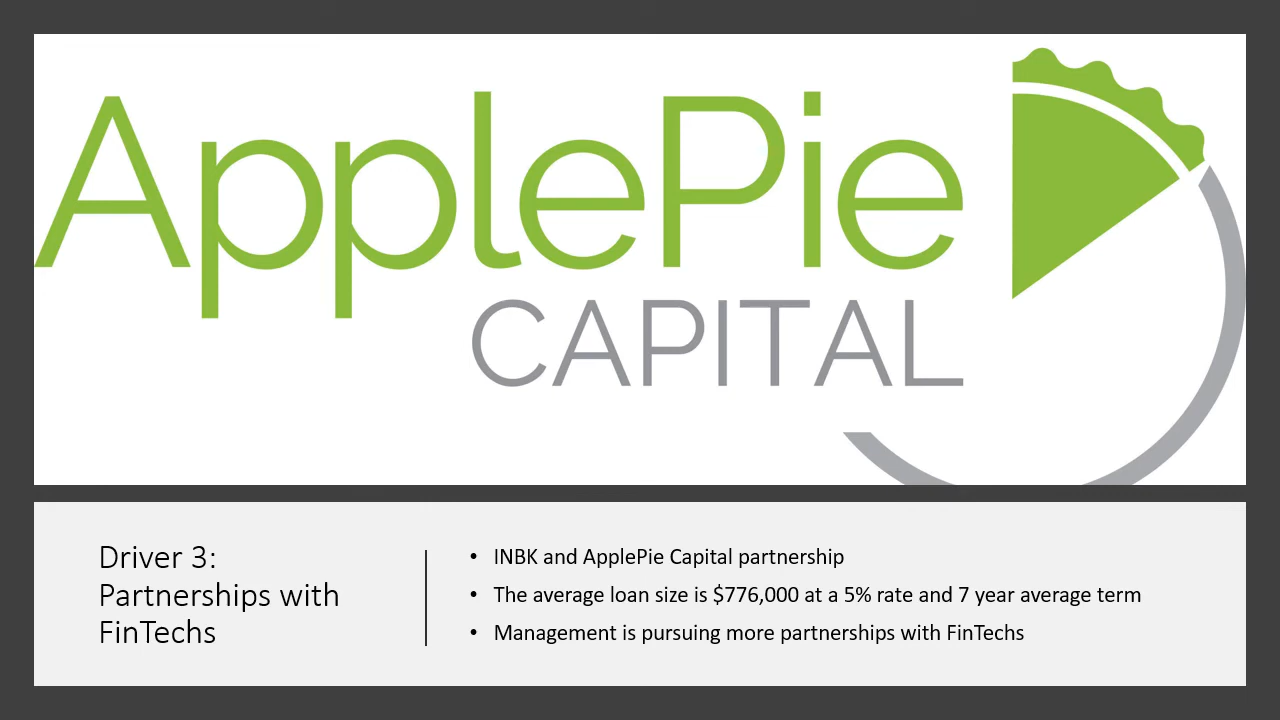 ApplePie
CAPITAL
Driver 3:
Partnerships with
FinTechs
• INBK and ApplePie Capital partnership
• The average loan size is $776,000 at a 5% rate and 7 year average term
• Management is pursuing more partnerships with FinTechs